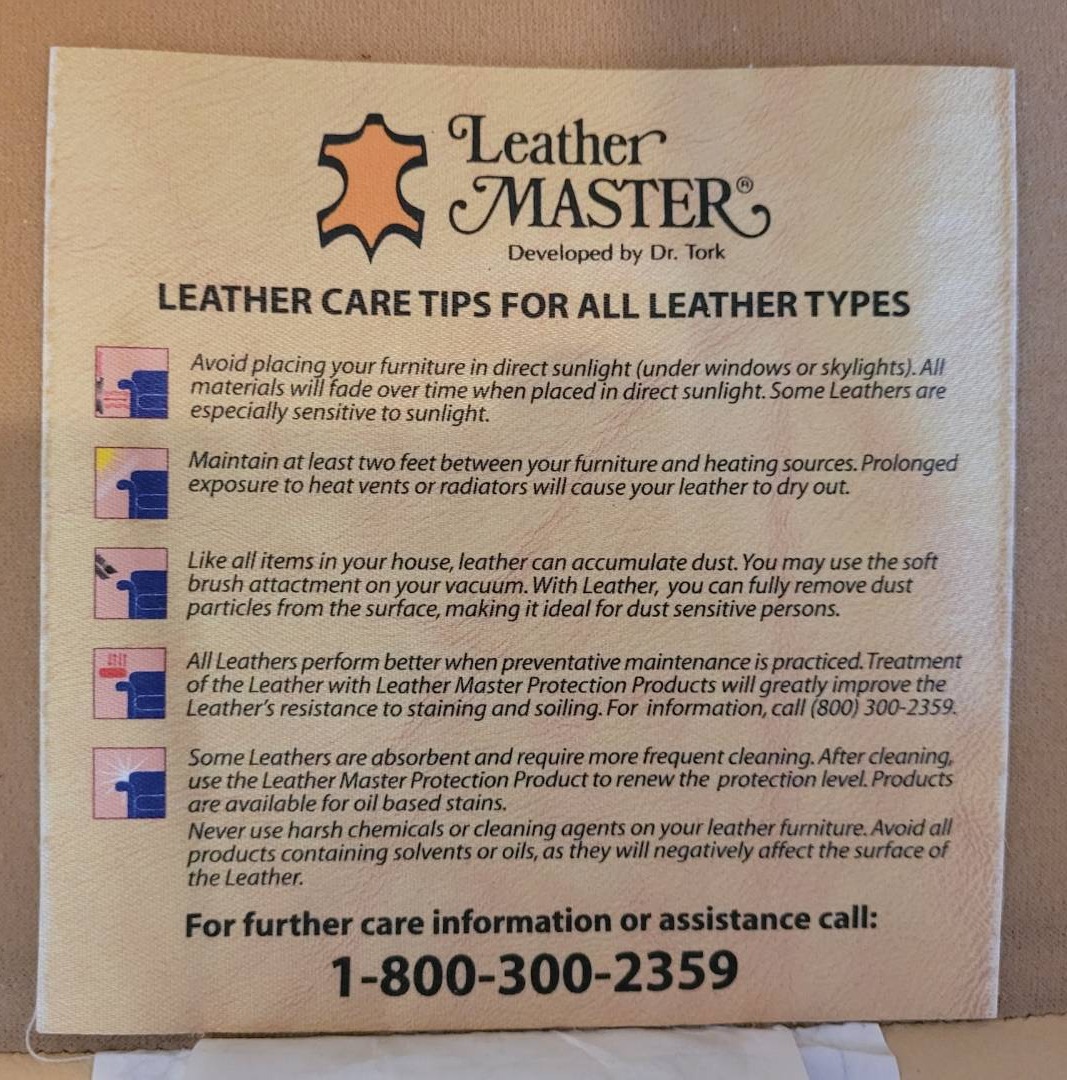 Leather
MASTER®
Developed by Dr. Tork
LEATHER CARE TIPS FOR ALL LEATHER TYPES
Avoid placing your furniture in direct sunlight (under windows or skylights). All
materials will fade over time when placed in direct sunlight. Some Leathers are
especially sensitive to sunlight.
Maintain at least two feet between your furniture and heating sources. Prolonged
exposure to heat vents or radiators will cause your leather to dry out.
Like all items in your house, leather can accumulate dust. You may use the soft
brush attactment on your vacuum. With Leather, you can fully remove dust
particles from the surface, making it ideal for dust sensitive persons.
All Leathers perform better when preventative maintenance is practiced. Treatment
of the Leather with Leather Master Protection Products will greatly improve the
Leather's resistance to staining and soiling. For information, call (800) 300-2359.
Some Leathers are absorbent and require more frequent cleaning. After cleaning,
use the Leather Master Protection Product to renew the protection level. Products
are available for oil based stains.
Never use harsh chemicals or cleaning agents on your leather furniture. Avoid all
products containing solvents or oils, as they will negatively affect the surface of
the Leather.
For further care information or assistance call:
1-800-300-2359